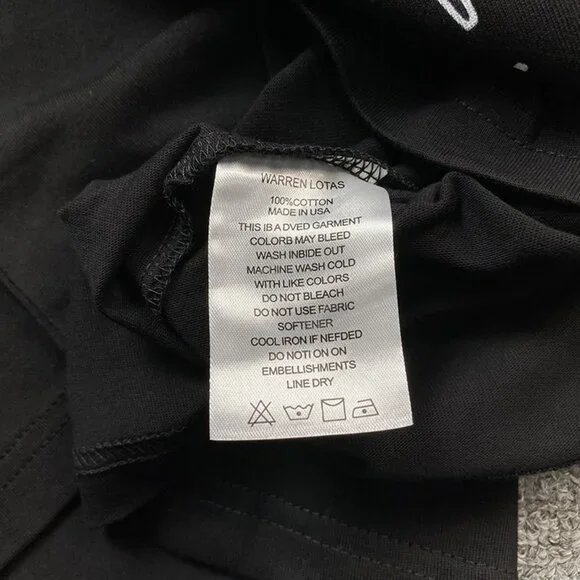 WARREN LOTAS
100%COTTON
MADE IN USA
THIS IB A DVED GARMENT
COLORB MAY BLEED
WASH INBIDE OUT
MACHINE WASH COLD
WITH LIKE COLORS
DO NOT BLEACH
DO NOT USE FABRIC
SOFTENER
COOL IRON IF NEFDED
DO NOTI ON ON
EMBELLISHMENTS
LINE DRY